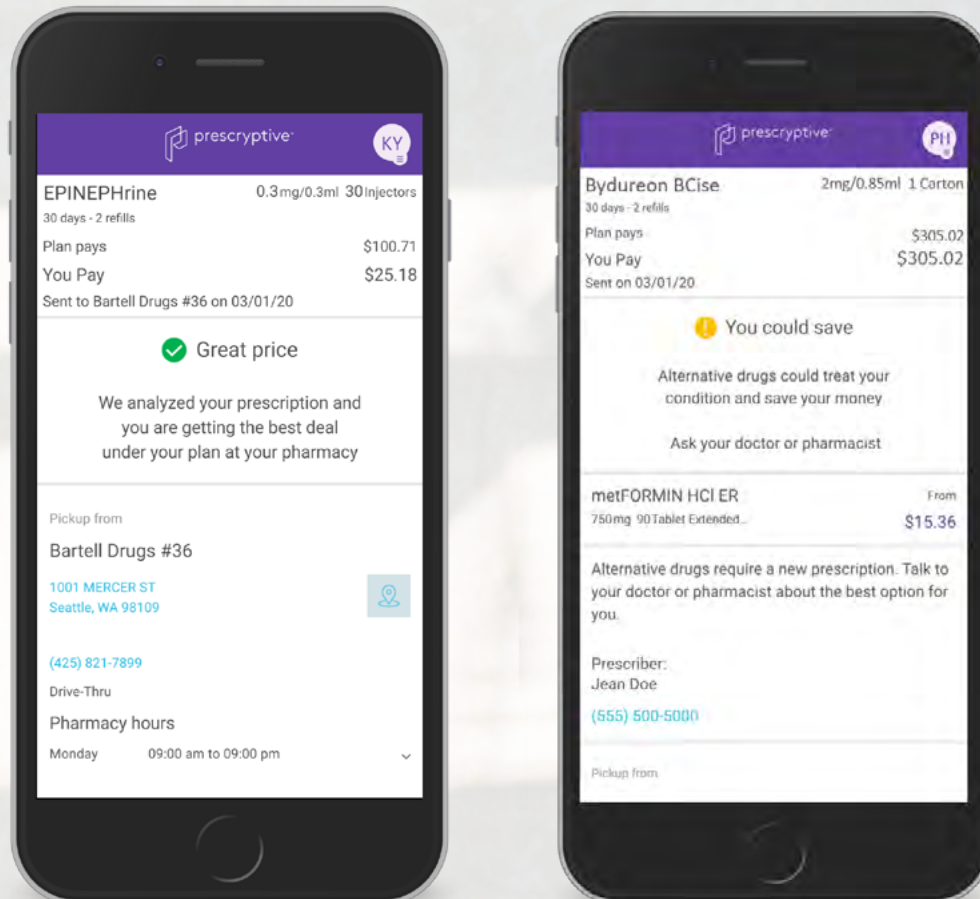 prescryptive
KY
EPINEPHrine 0.3mg/0.3ml 30 Injectors
30 days - 2 refills
Plan pays $100.71
You Pay $25.18
Sent to Bartell Drugs #36 on 03/01/20
Great price
We analyzed your prescription and
you are getting the best deal
under your plan at your pharmacy
Pickup from
Bartell Drugs #36
1001 MERCER ST
Seattle, WA 98109
(425) 821-7899
Drive-Thru
Pharmacy hours
Monday 09:00 am to 09:00 pm
prescryptive
PH
Bydureon BCise 2mg/0.85ml 1 Carton
30 days - 2 refills
Plan pays $305.02
You Pay $305.02
Sent on 03/01/20
You could save
Alternative drugs could treat your
condition and save your money
Ask your doctor or pharmacist
metFORMIN HCl ER From
750mg 90 Tablet Extended... $15.36
Alternative drugs require a new prescription. Talk to
your doctor or pharmacist about the best option for
you.
Prescriber:
Jean Doe
(555) 500-5000
Pickup from